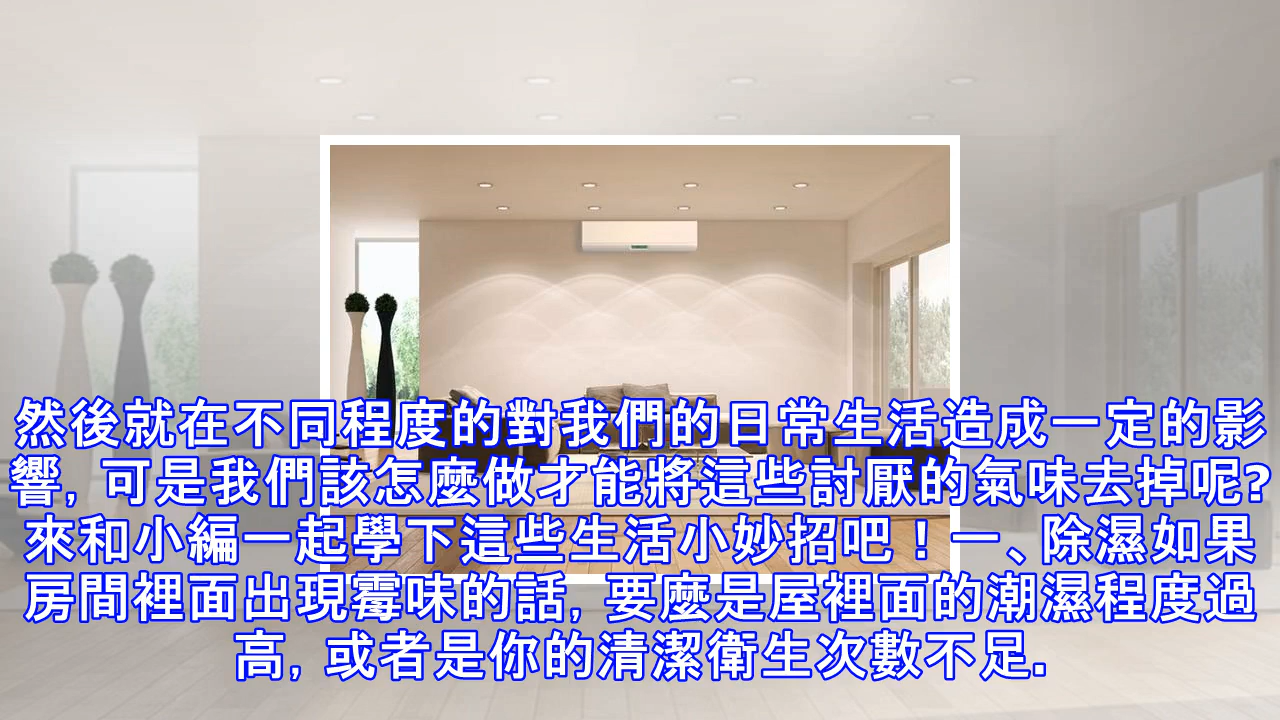 然後就在不同程度的對我們的日常生活造成一定的影
響, 可是我們該怎麼做才能將這些討厭的氣味去掉呢?
來和小編一起學下這些生活小妙招吧！一、除濕如果
房間裡面出現霉味的話, 要麼是屋裡面的潮濕程度過
高, 或者是你的清潔衛生次數不足.